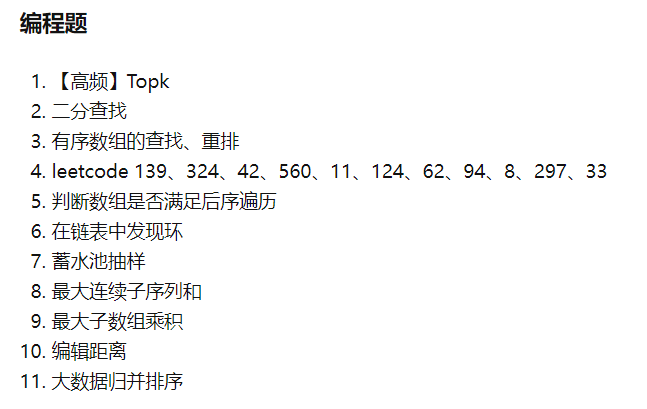 编程题
1. 【高频】Topk
2. 二分查找
3. 有序数组的查找、重排
4. leetcode 139、324、42、560、11、124、62、94、8、297、33
5. 判断数组是否满足后序遍历
6. 在链表中发现环
7. 蓄水池抽样
8. 最大连续子序列和
9. 最大子数组乘积
10. 编辑距离
11. 大数据归并排序